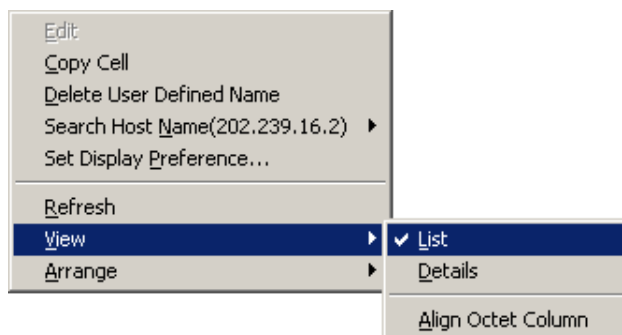 Edit
Copy Cell
Delete User Defined Name
Search Host Name(202.239.16.2)
Set Display Preference...
Refresh
View
Arrange
List
Details
Align Octet Column